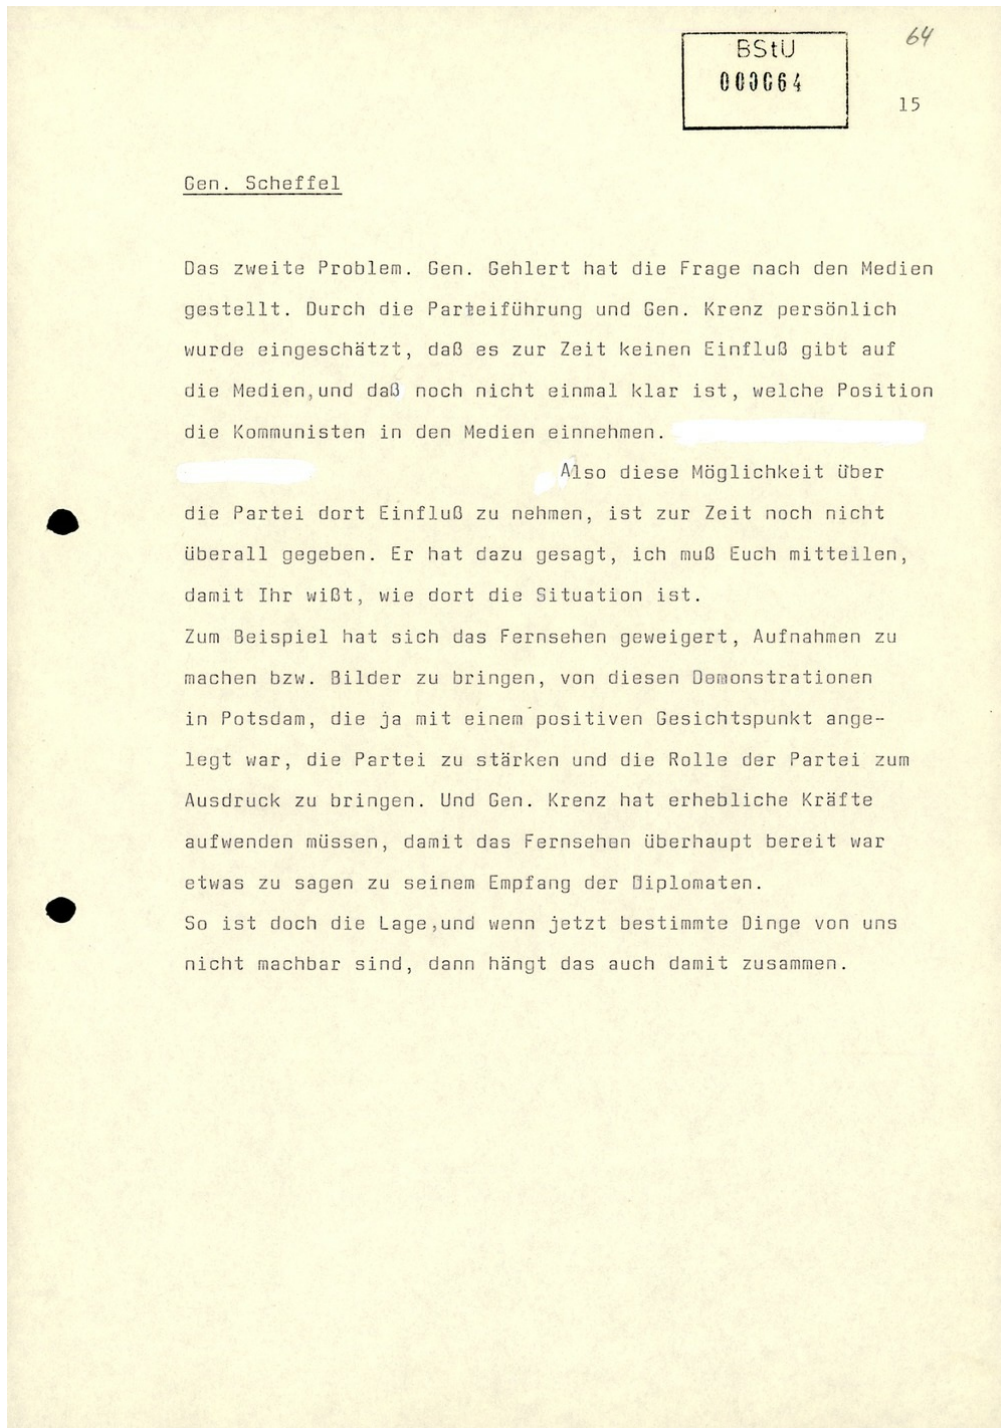 64
BStU
000064
15
Gen. Scheffel
Das zweite Problem. Gen. Gehlert hat die Frage nach den Medien
gestellt. Durch die Parteiführung und Gen. Krenz persönlich
wurde eingeschätzt, daß es zur Zeit keinen Einfluß gibt auf
die Medien,und daß noch nicht einmal klar ist, welche Position
die Kommunisten in den Medien einnehmen.
Also diese Möglichkeit über
die Partei dort Einfluß zu nehmen, ist zur Zeit noch nicht
überall gegeben. Er hat dazu gesagt, ich muß Euch mitteilen,
damit Ihr wißt, wie dort die Situation ist.
Zum Beispiel hat sich das Fernsehen geweigert, Aufnahmen zu
machen bzw. Bilder zu bringen, von diesen Demonstrationen
in Potsdam, die ja mit einem positiven Gesichtspunkt ange-
legt war, die Partei zu stärken und die Rolle der Partei zum
Ausdruck zu bringen. Und Gen. Krenz hat erhebliche Kräfte
aufwenden müssen, damit das Fernsehen überhaupt bereit war
etwas zu sagen zu seinem Empfang der Diplomaten.
So ist doch die Lage,und wenn jetzt bestimmte Dinge von uns
nicht machbar sind, dann hängt das auch damit zusammen.